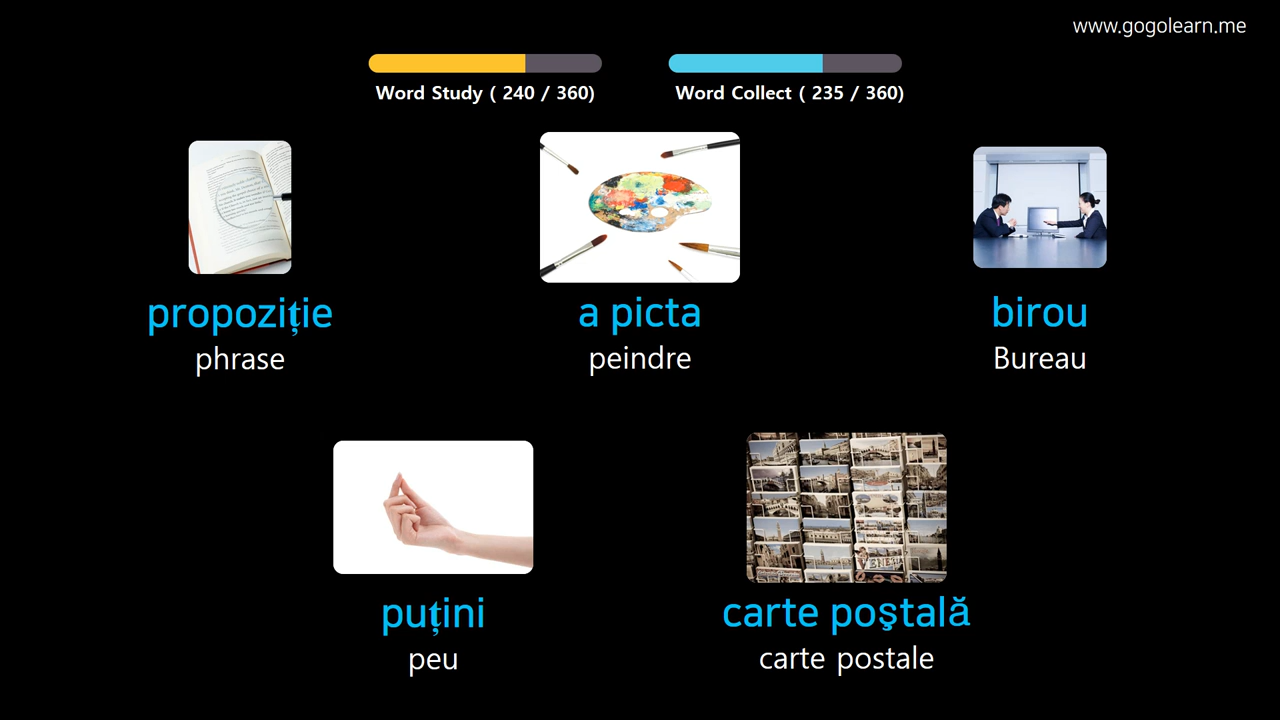 www.gogolearn.me
Word Study ( 240 / 360)
Word Collect ( 235 / 360)
propoziție
phrase
a picta
peindre
birou
Bureau
puțini
peu
carte poştală
carte postale